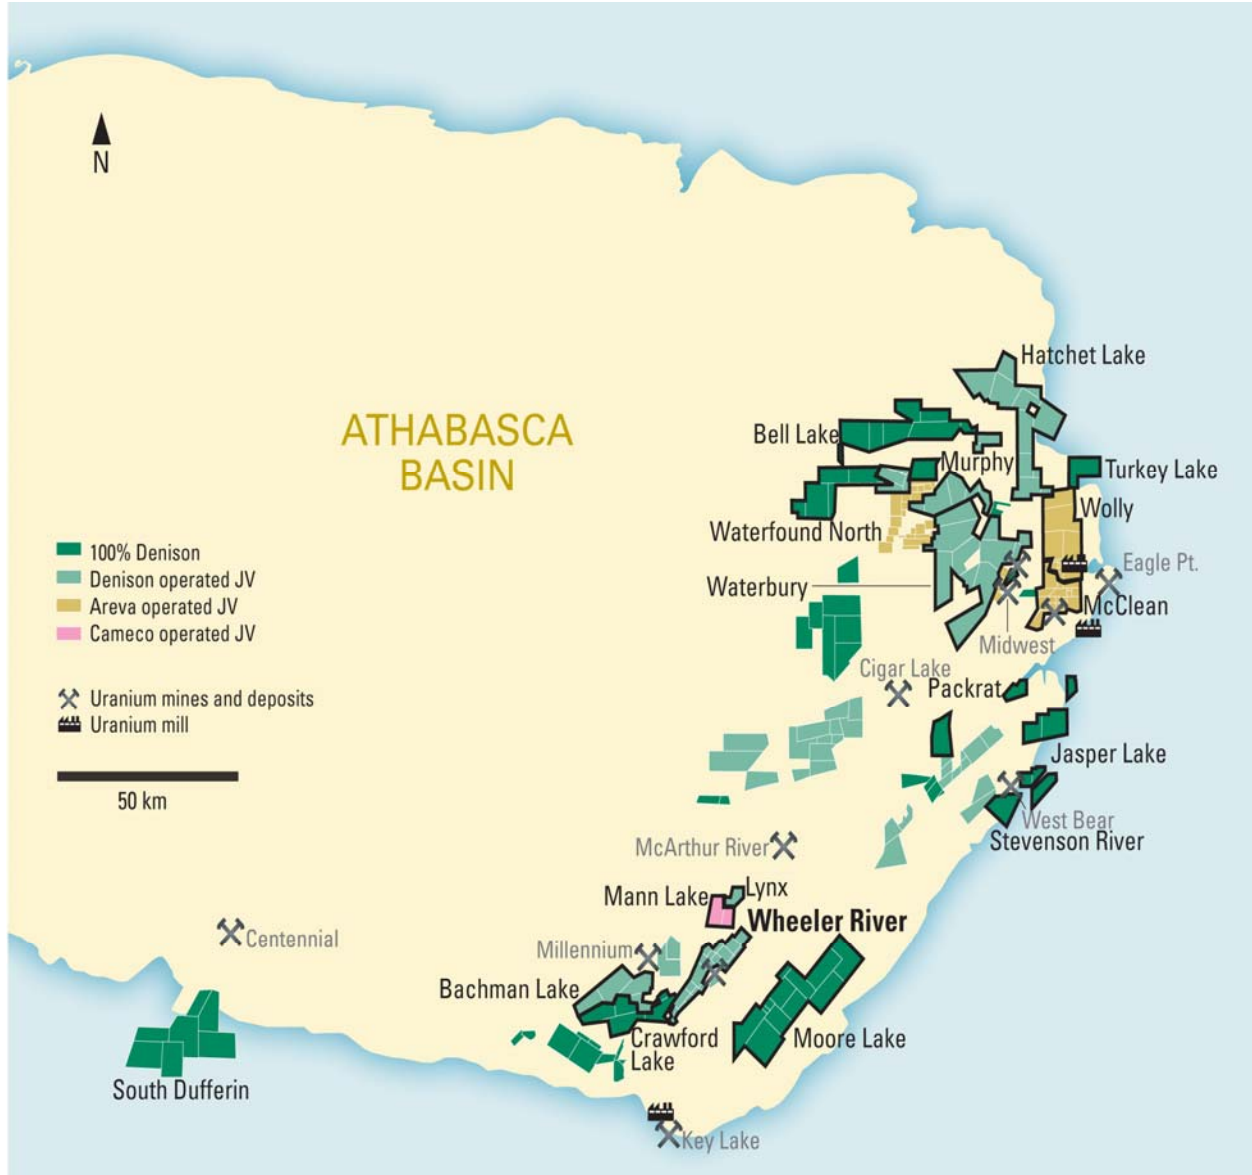 N
Hatchet Lake
ATHABASCA
BASIN
Bell Lake
Murphy
Turkey Lake
Wolly
Waterfound North
100% Denison
Denison operated JV
Areva operated JV
Cameco operated JV
Eagle Pt.
Waterbury
McClean
Midwest
Cigar Lake
Packrat
Uranium mines and deposits
Uranium mill
Jasper Lake
50 km
West Bear
Stevenson River
McArthur River
Mann Lake
Lynx
Wheeler River
Centennial
Millennium
Bachman Lake
Crawford
Lake
Moore Lake
South Dufferin
Key Lake